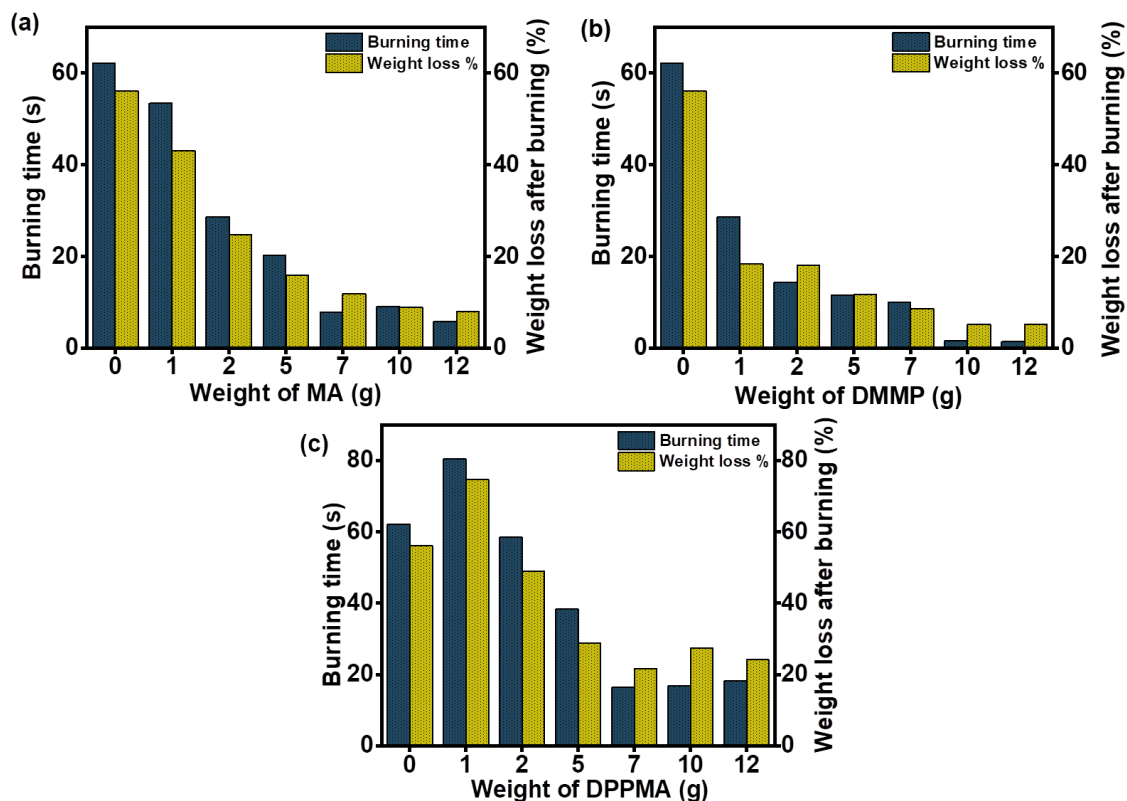 (a)
Burning time
Weight loss %
Burning time (s)
60
40
20
0
60
40
20
0
Weight loss after burning (%)
0 1 2 5 7 10 12
Weight of MA (g)
(b)
Burning time
Weight loss %
Burning time (s)
60
40
20
0
60
40
20
0
Weight loss after burning (%)
0 1 2 5 7 10 12
Weight of DMMP (g)
(c)
Burning time
Weight loss %
Burning time (s)
80
60
40
20
0
80
60
40
20
0
Weight loss after burning (%)
0 1 2 5 7 10 12
Weight of DPPMA (g)